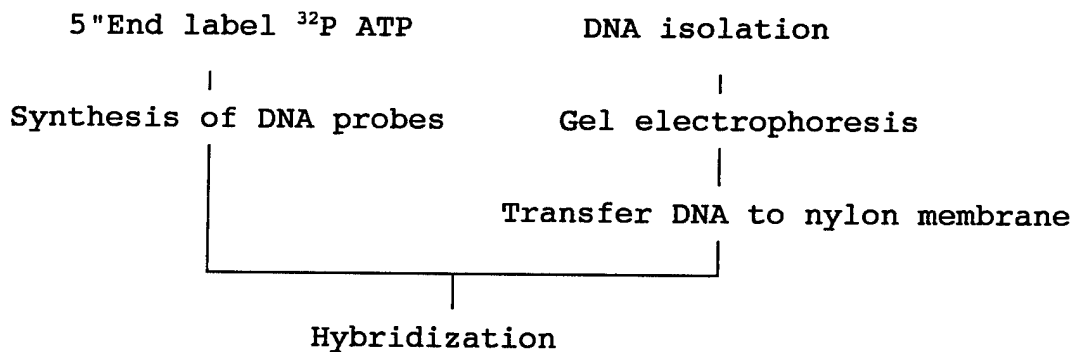 5"End label ³²P ATP
DNA isolation
Synthesis of DNA probes
Gel electrophoresis
Transfer DNA to nylon membrane
Hybridization